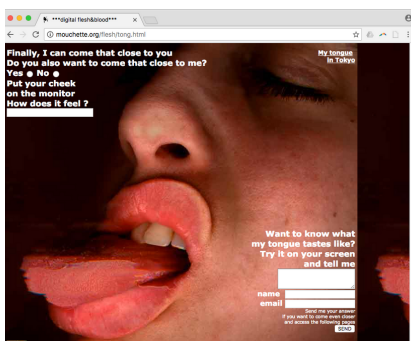 ***digital flesh&blood***
mouchette.org/flesh/tong.html
Finally, I can come that close to you
Do you also want to come that close to me?
Yes No
Put your cheek
on the monitor
How does it feel ?
My tongue
in Tokyo
Want to know what
my tongue tastes like?
Try it on your screen
and tell me
name
email
Send me your answer
if you want to come even closer
and access the following pages
SEND